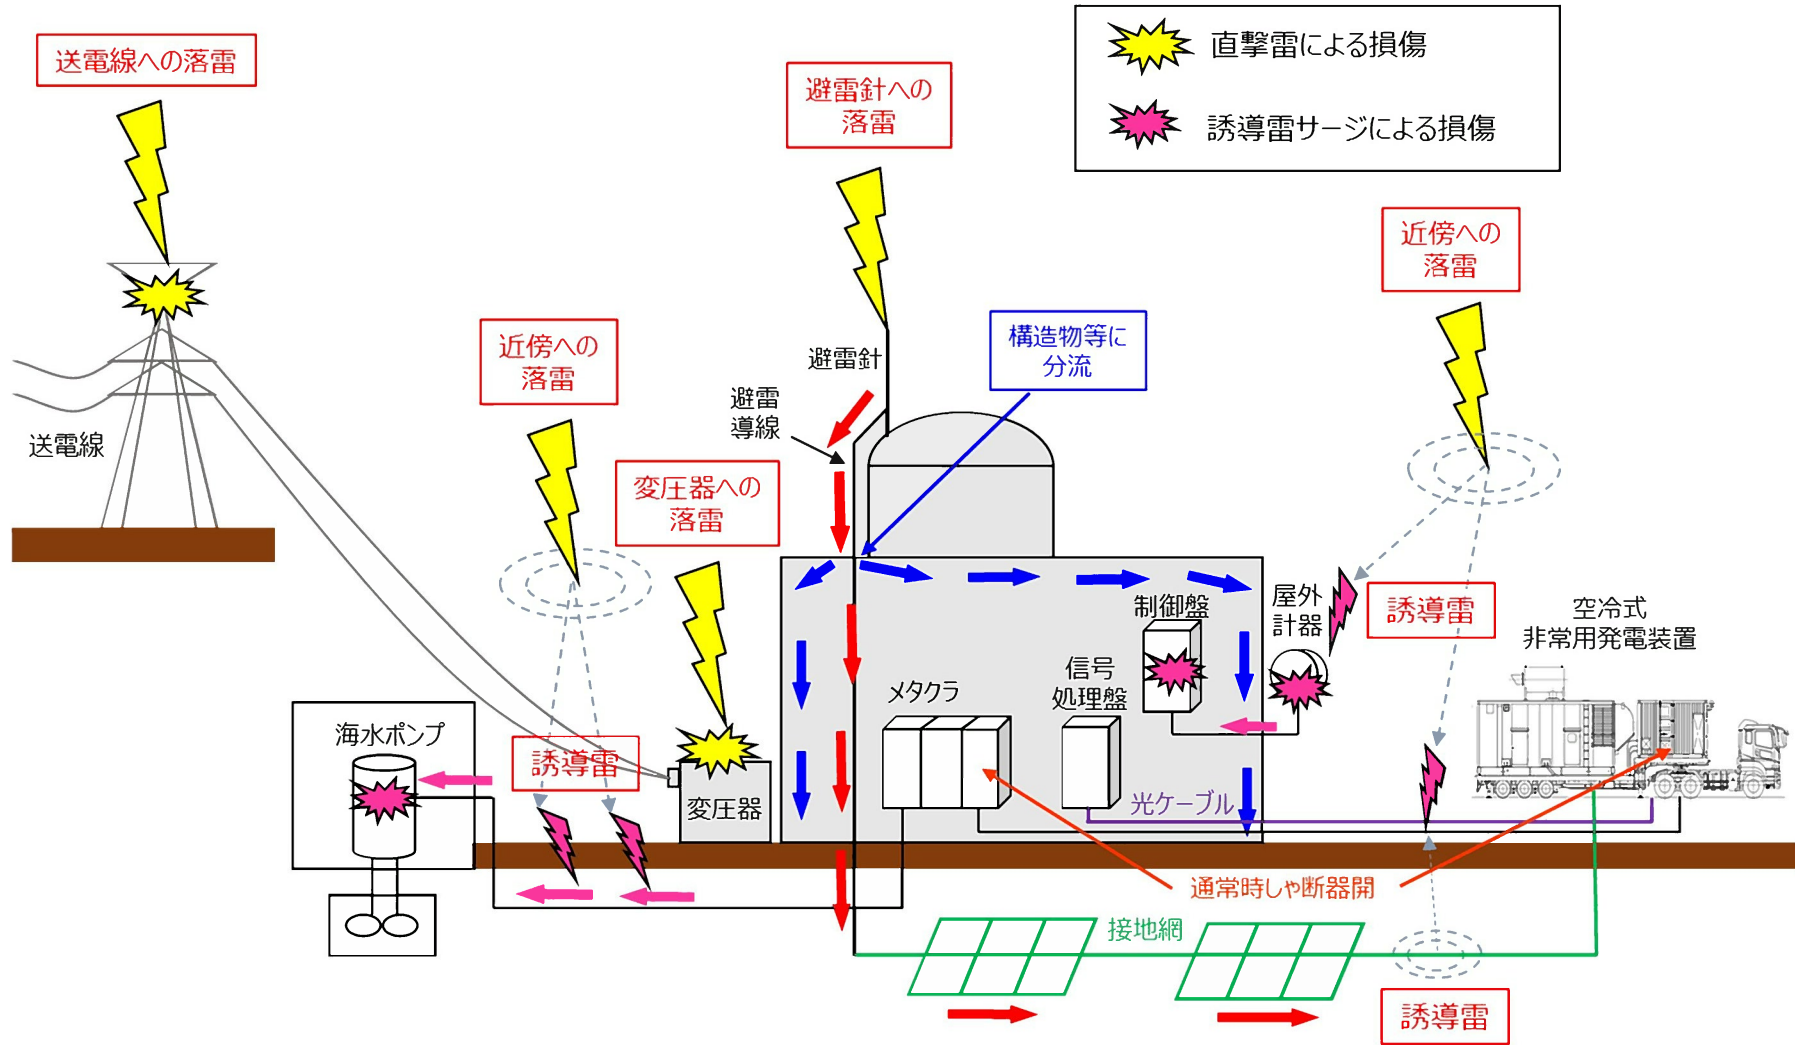 送電線への落雷
避雷針への
落雷
直撃雷による損傷
誘導雷サージによる損傷
近傍への
落雷
近傍への
落雷
構造物等に
分流
避雷針
避雷
導線
送電線
変圧器への
落雷
制御盤
屋外
計器
誘導雷
空冷式
非常用発電装置
信号
処理盤
メタクラ
海水ポンプ
誘導雷
変圧器
光ケーブル
通常時しゃ断器開
接地網
誘導雷